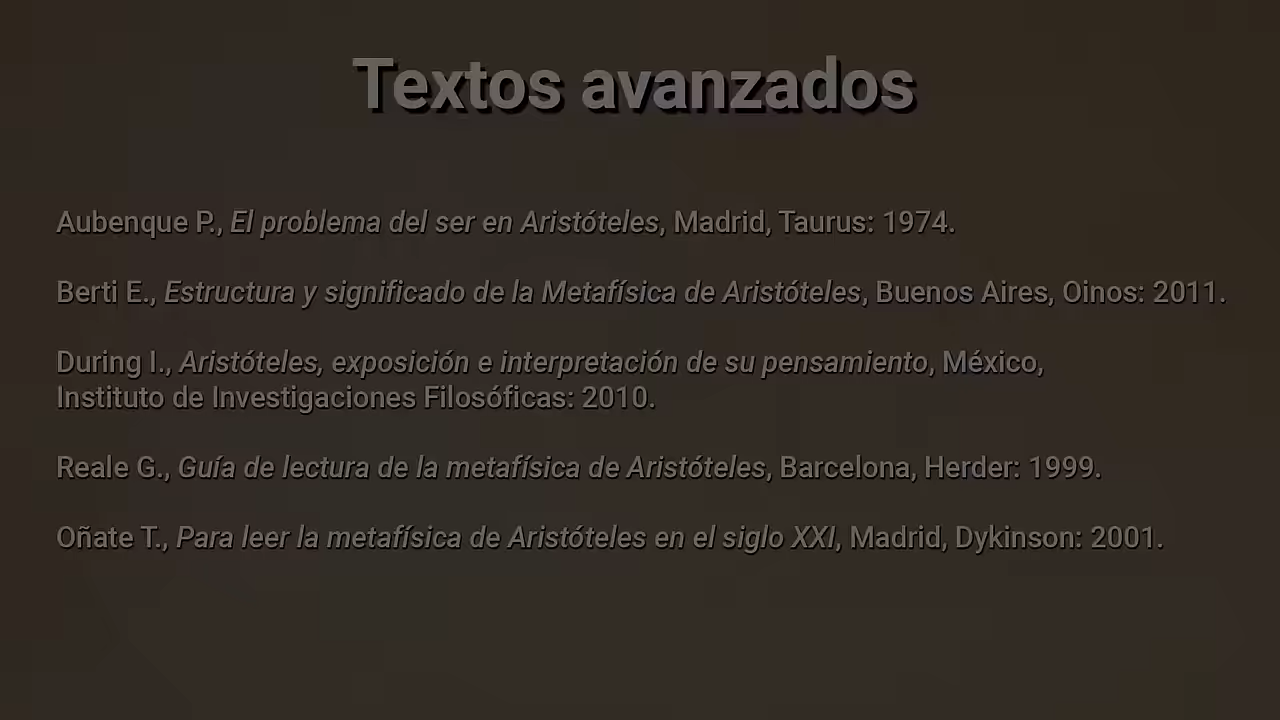 Textos avanzados
Aubenque P., El problema del ser en Aristóteles, Madrid, Taurus: 1974.
Berti E., Estructura y significado de la Metafísica de Aristóteles, Buenos Aires, Oinos: 2011.
During I., Aristóteles, exposición e interpretación de su pensamiento, México,
Instituto de Investigaciones Filosóficas: 2010.
Reale G., Guía de lectura de la metafísica de Aristóteles, Barcelona, Herder: 1999.
Oñate T., Para leer la metafísica de Aristóteles en el siglo XXI, Madrid, Dykinson: 2001.